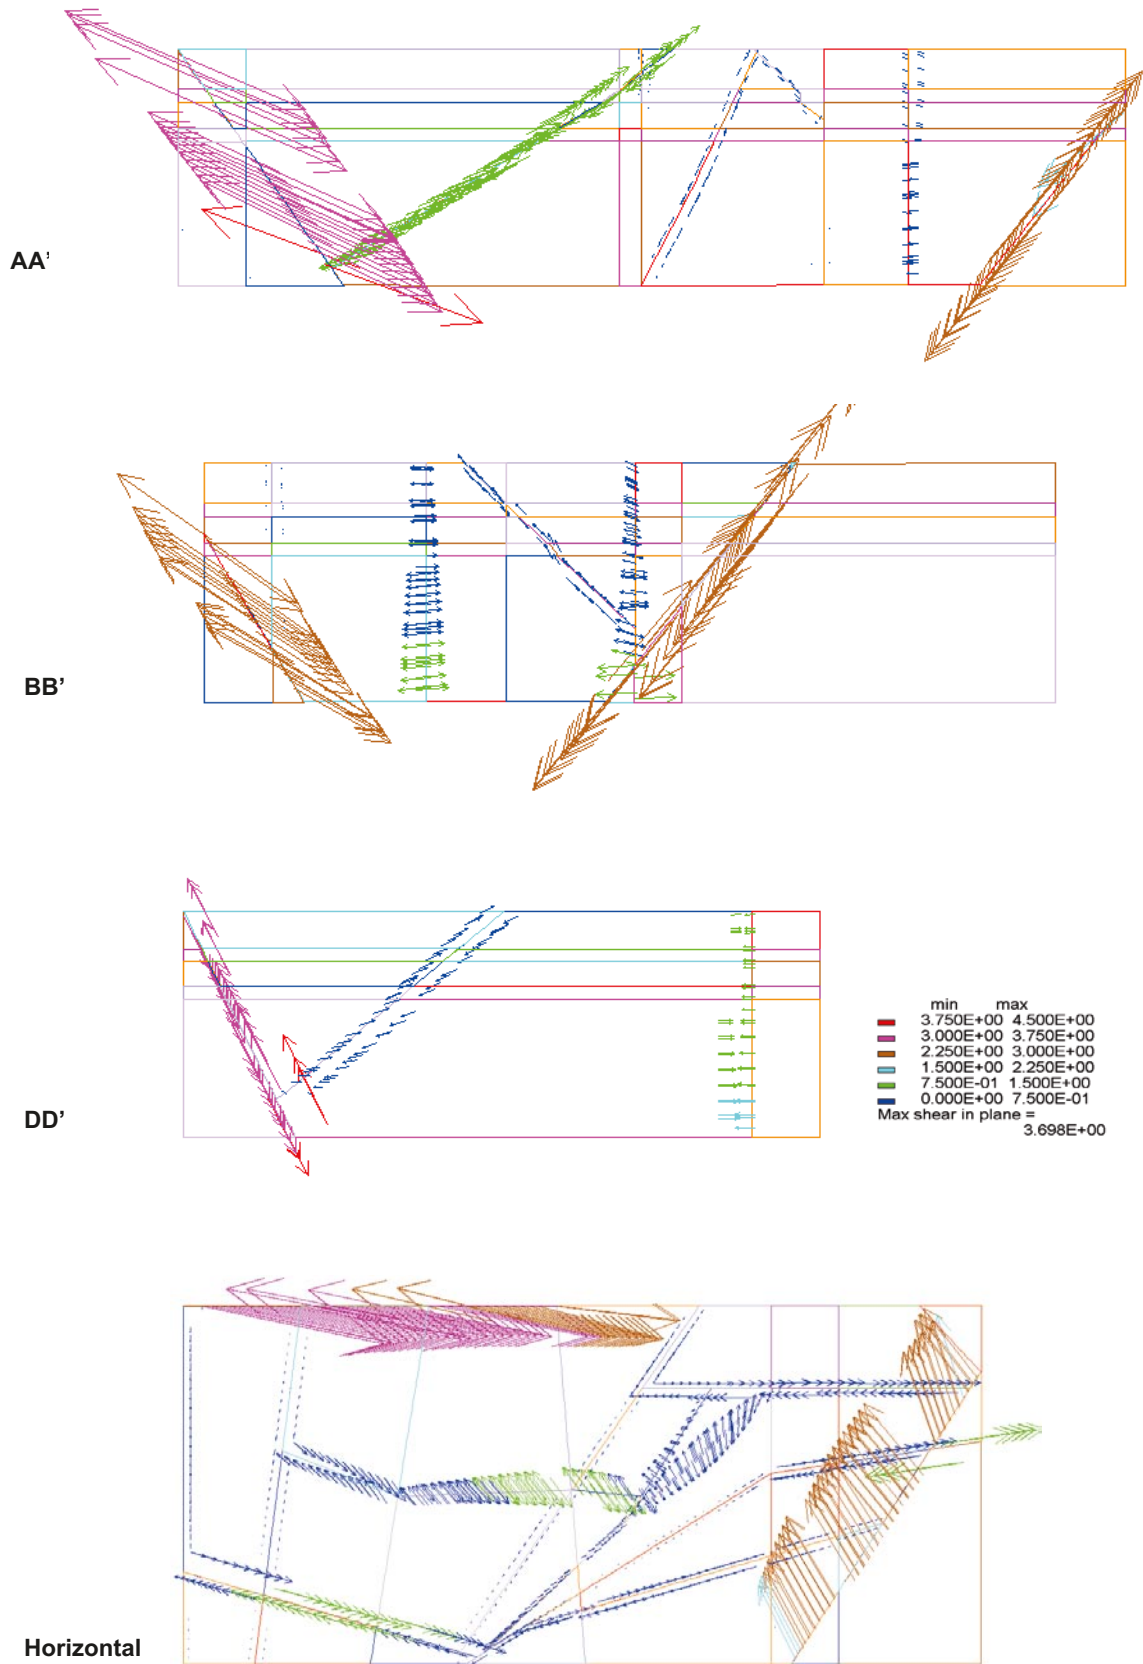 AA’
BB’
DD’
min max
3.750E+00 4.500E+00
3.000E+00 3.750E+00
2.250E+00 3.000E+00
1.500E+00 2.250E+00
7.500E-01 1.500E+00
0.000E+00 7.500E-01
Max shear in plane =
3.698E+00
Horizontal